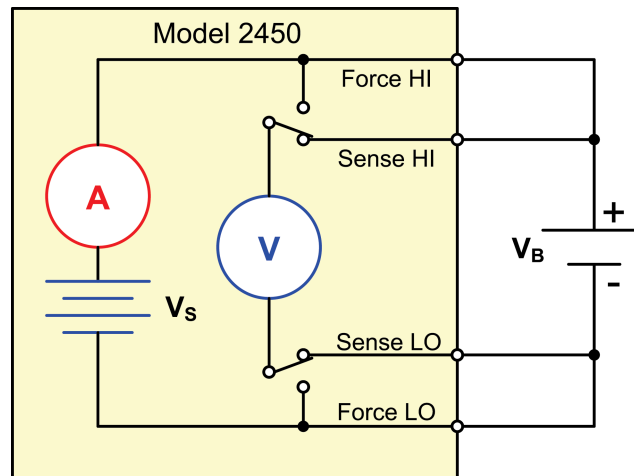 Model 2450
Force HI
Sense HI
A
V
VS
+
VB
-
Sense LO
Force LO